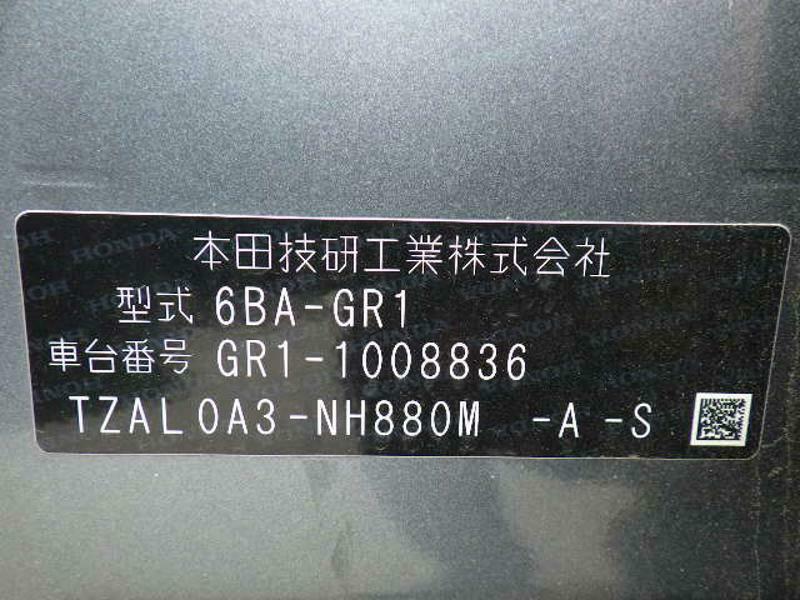 本田技研工業株式会社
型式 6BA-GR1
車台番号 GR1-1008836
TZAL0A3-NH880M -A -S